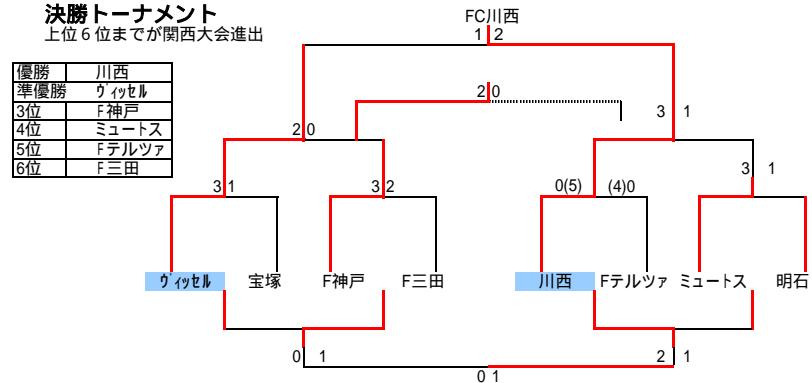 決勝トーナメント
上位6位までが関西大会進出
FC川西
1 2
優勝 川西
準優勝 ヴィッセル
3位 F神戸
4位 ミュートス
5位 Fテルツァ
6位 F三田
2 0
3 1
2 0
3 1
3 1
3 2
0(5) (4)0
ヴィッセル 宝塚 F神戸 F三田 川西 Fテルツァ ミュートス 明石
0 1
2 1
0 1